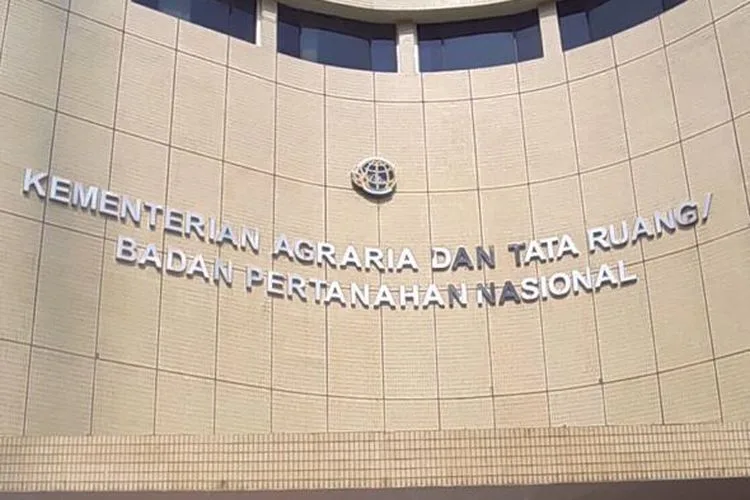 KEMENTERIAN AGRARIA DAN TATA RUANG/
BADAN PERTANAHAN NASIONAL